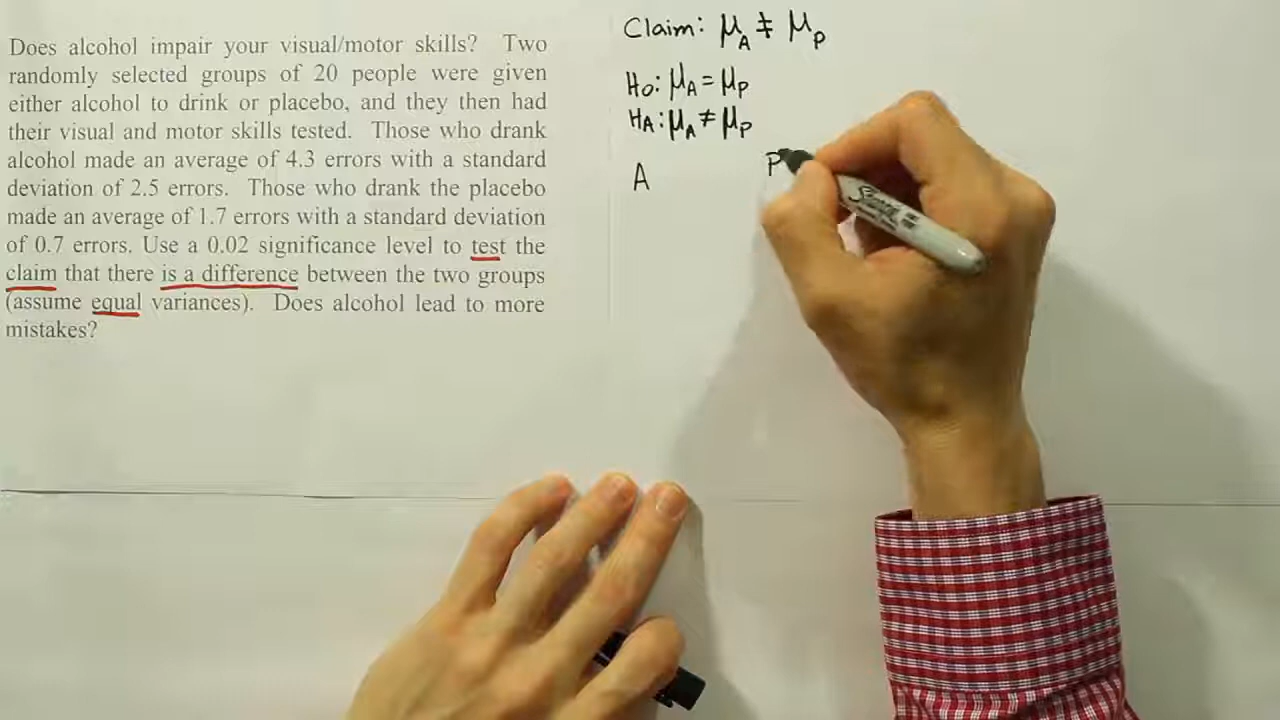 Does alcohol impair your visual/motor skills? Two
randomly selected groups of 20 people were given
either alcohol to drink or placebo, and they then had
their visual and motor skills tested. Those who drank
alcohol made an average of 4.3 errors with a standard
deviation of 2.5 errors. Those who drank the placebo
made an average of 1.7 errors with a standard deviation
of 0.7 errors. Use a 0.02 significance level to test the
claim that there is a difference between the two groups
(assume equal variances). Does alcohol lead to more
mistakes?
Claim: μA ≠ μP
Ho: μA = μP
HA: μA ≠ μP
A P
Sharpie